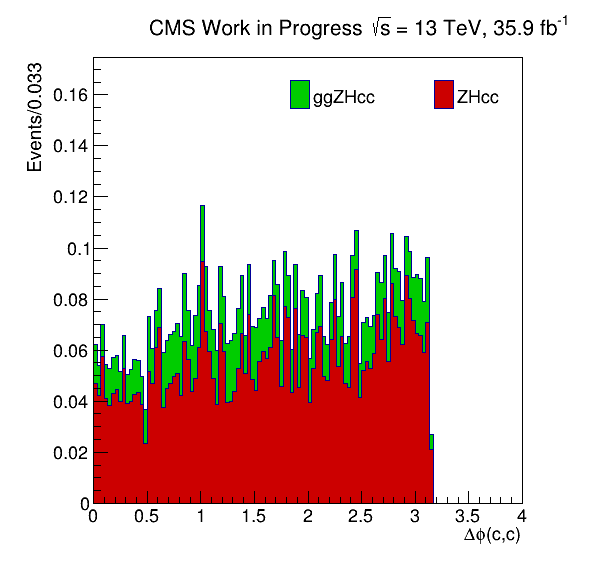 CMS Work in Progress √s = 13 TeV, 35.9 fb⁻¹
Events/0.033
ggZHcc ZHcc
0.16
0.14
0.12
0.1
0.08
0.06
0.04
0.02
0
0 0.5 1 1.5 2 2.5 3 3.5 4
Δϕ(c,c)